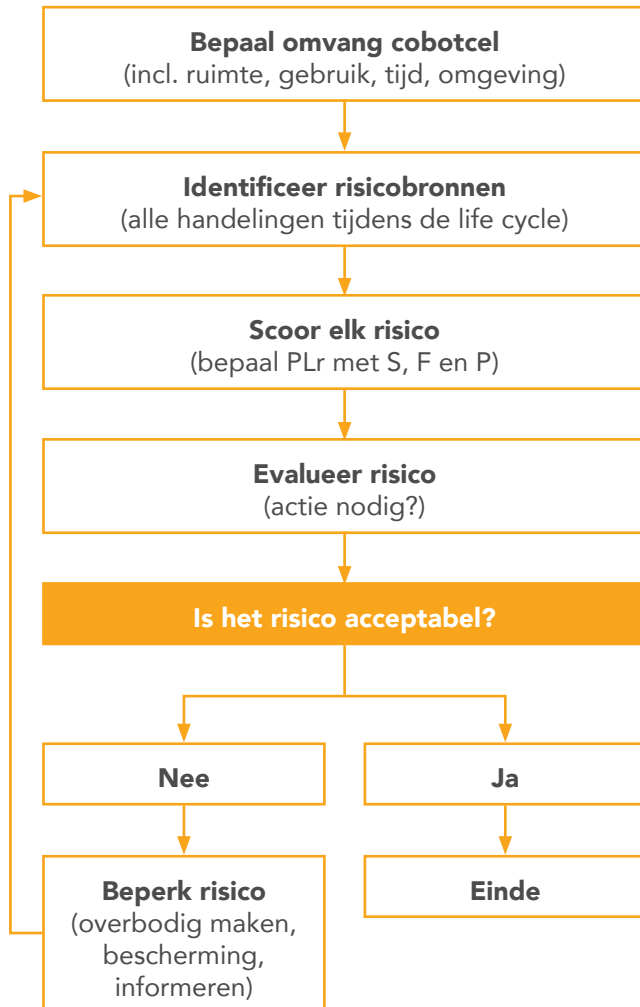 Bepaal omvang cobotcel
(incl. ruimte, gebruik, tijd, omgeving)
Identificeer risicobronnen
(alle handelingen tijdens de life cycle)
Scoor elk risico
(bepaal PLr met S, F en P)
Evalueer risico
(actie nodig?)
Is het risico acceptabel?
Nee
Ja
Beperk risico
(overbodig maken,
bescherming,
informeren)
Einde